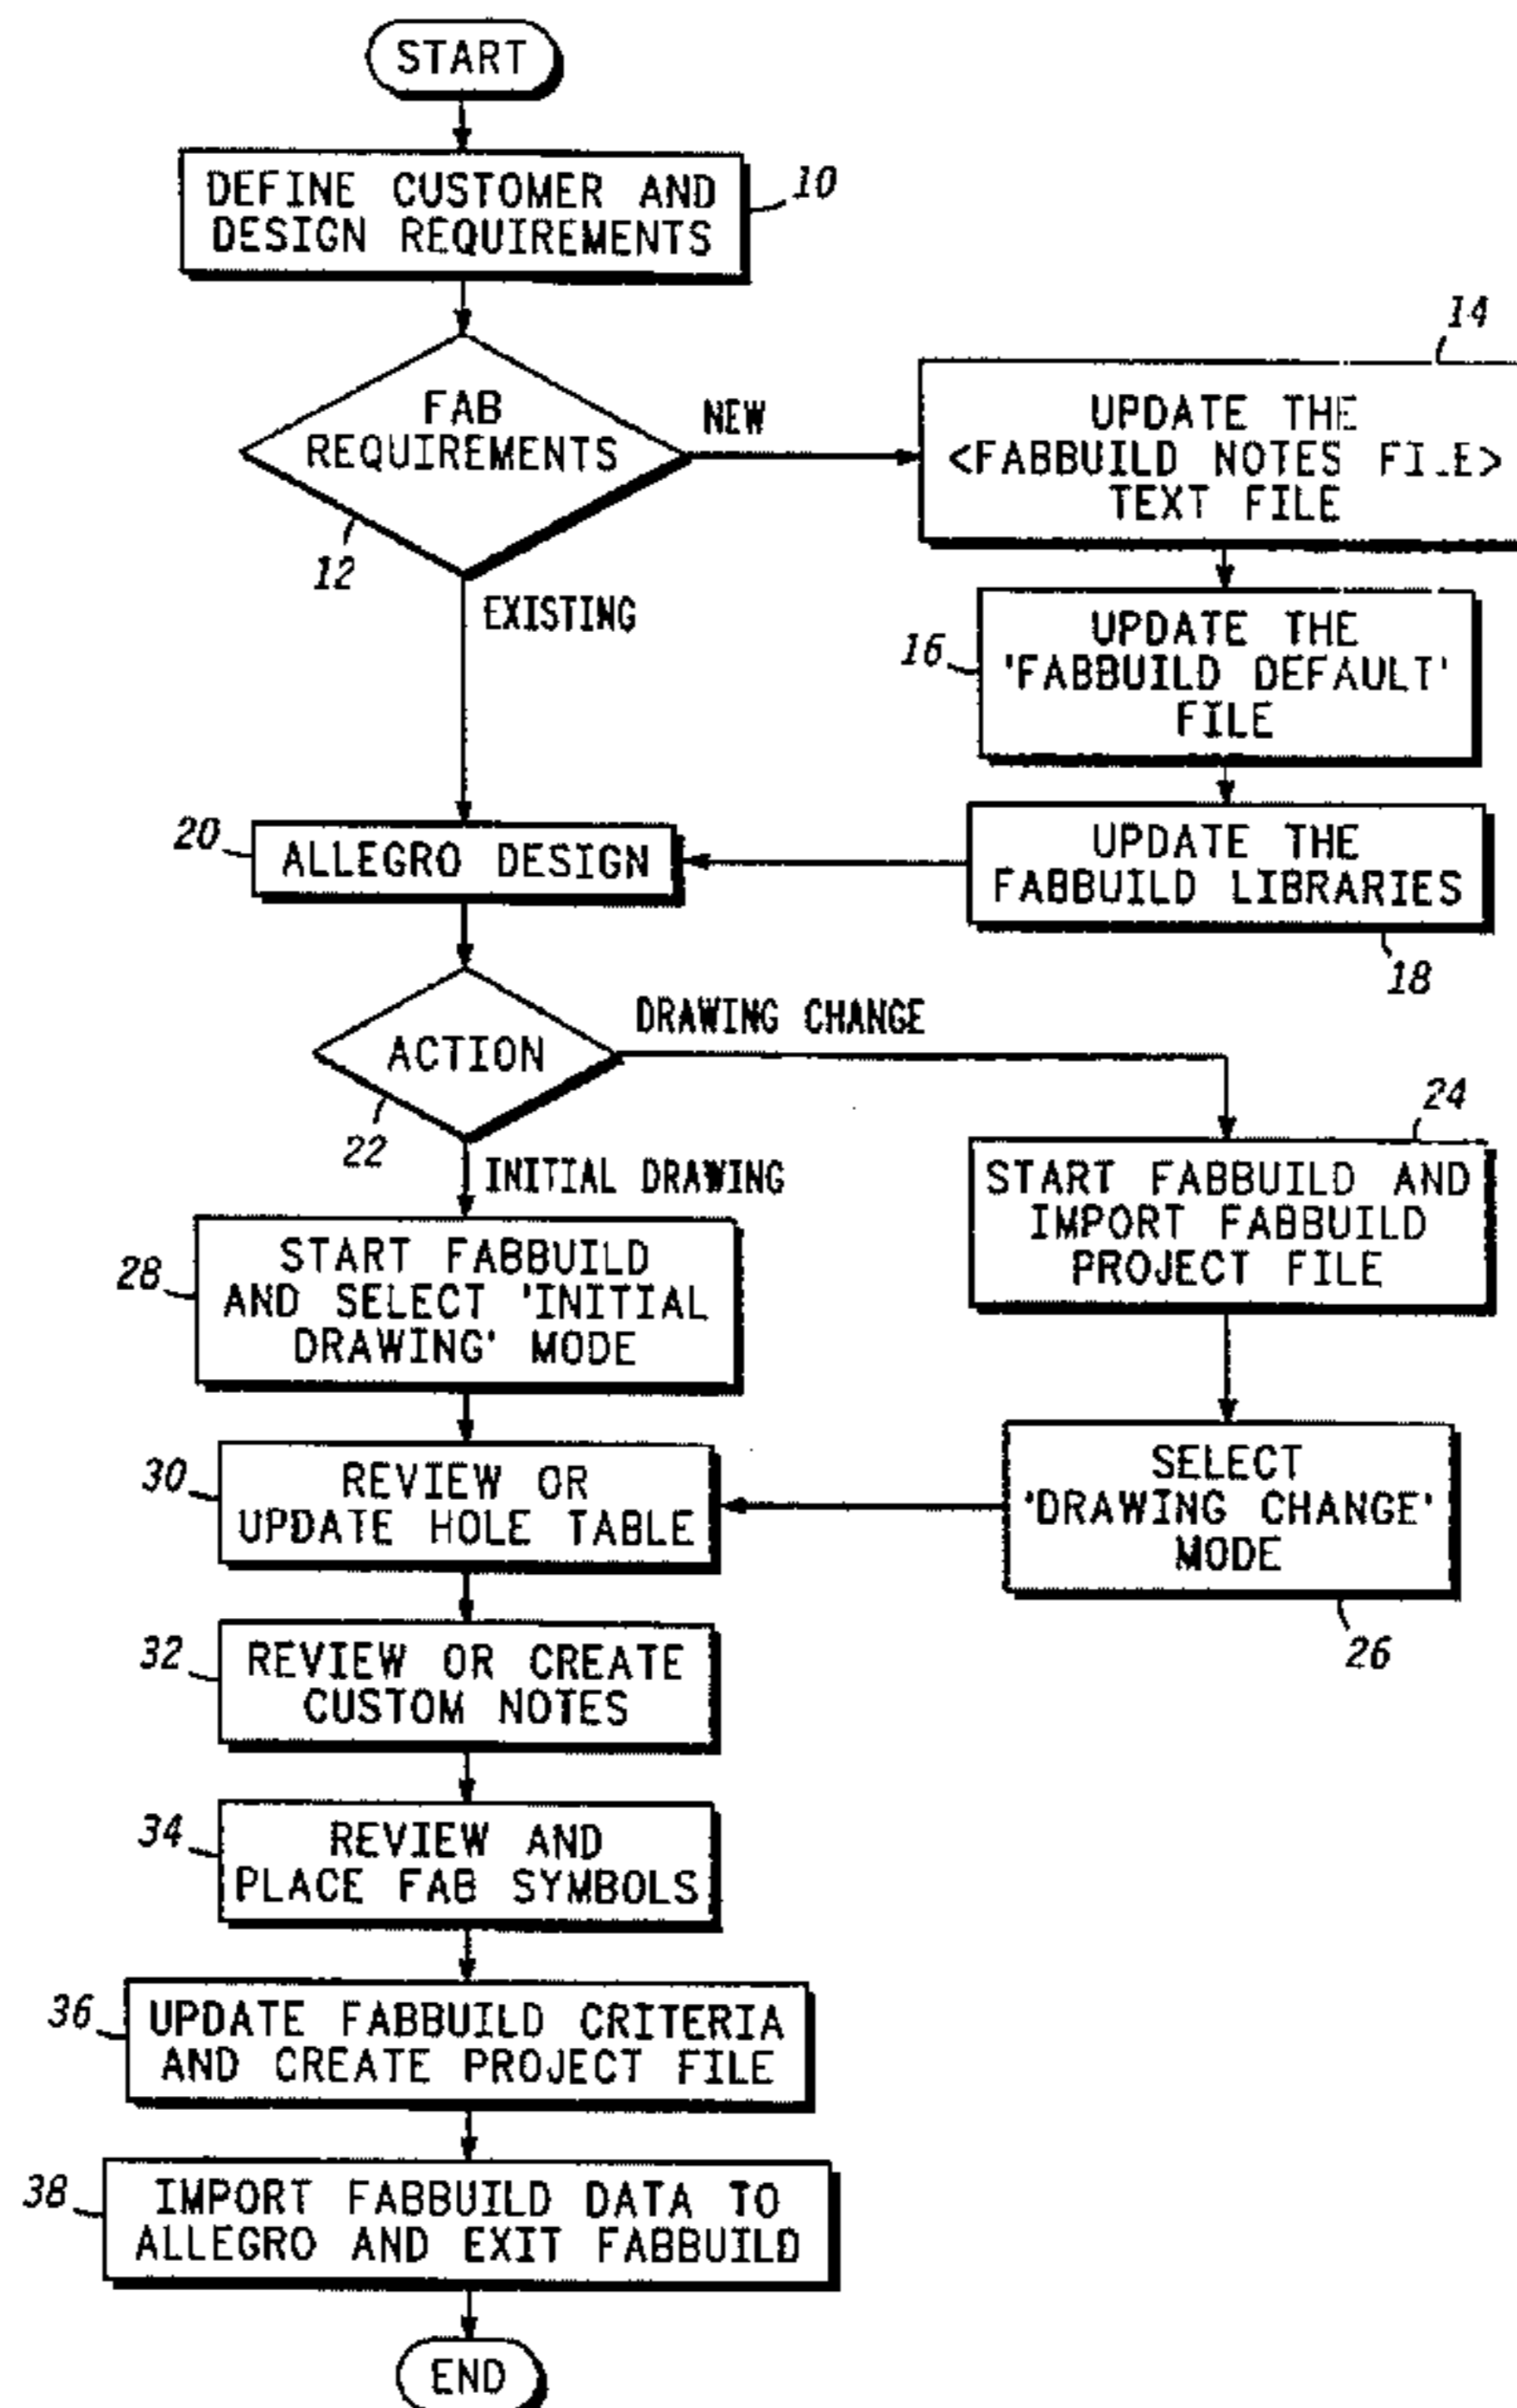 START
DEFINE CUSTOMER AND
DESIGN REQUIREMENTS
10
FAB
REQUIREMENTS
12
NEW
EXISTING
14
UPDATE THE
<FABBUILD NOTES FILE>
TEXT FILE
16
UPDATE THE
'FABBUILD DEFAULT'
FILE
20
ALLEGRO DESIGN
UPDATE THE
FABBUILD LIBRARIES
18
ACTION
22
DRAWING CHANGE
INITIAL DRAWING
24
START FABBUILD AND
IMPORT FABBUILD
PROJECT FILE
28
START FABBUILD
AND SELECT 'INITIAL
DRAWING' MODE
30
REVIEW OR
UPDATE HOLE TABLE
SELECT
'DRAWING CHANGE'
MODE
26
32
REVIEW OR CREATE
CUSTOM NOTES
34
REVIEW AND
PLACE FAB SYMBOLS
36
UPDATE FABBUILD CRITERIA
AND CREATE PROJECT FILE
38
IMPORT FABBUILD DATA TO
ALLEGRO AND EXIT FABBUILD
END